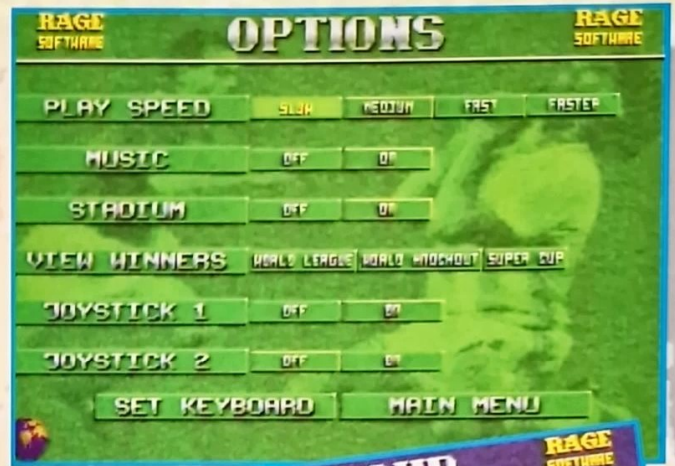 RAGE OPTIONS RAGE
SOFTWARE SOFTWARE
PLAY SPEED SLOW MEDIUM FAST FASTER
MUSIC OFF ON
STADIUM OFF ON
VIEW WINNERS WORLD LEAGUE WORLD KNOCKOUT SUPER CUP
JOYSTICK 1 OFF ON
JOYSTICK 2 OFF ON
SET KEYBOARD MAIN MENU
RAGE
SOFTWARE